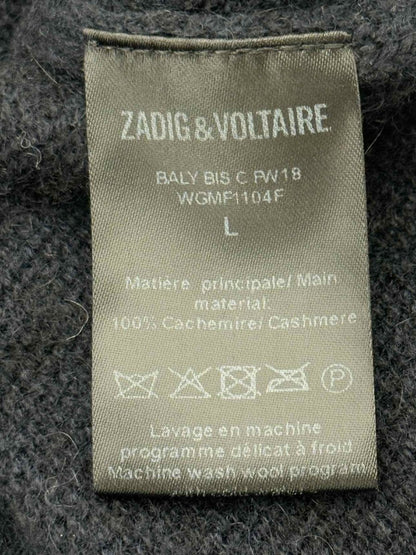 ZADIG&VOLTAIRE
BALY BIS C PW18
WGMF1104F
L
Matière principale/ Main
material:
100% Cachemire/ Cashmere
P
Lavage en machine
programme délicat à froid
Machine wash wool program